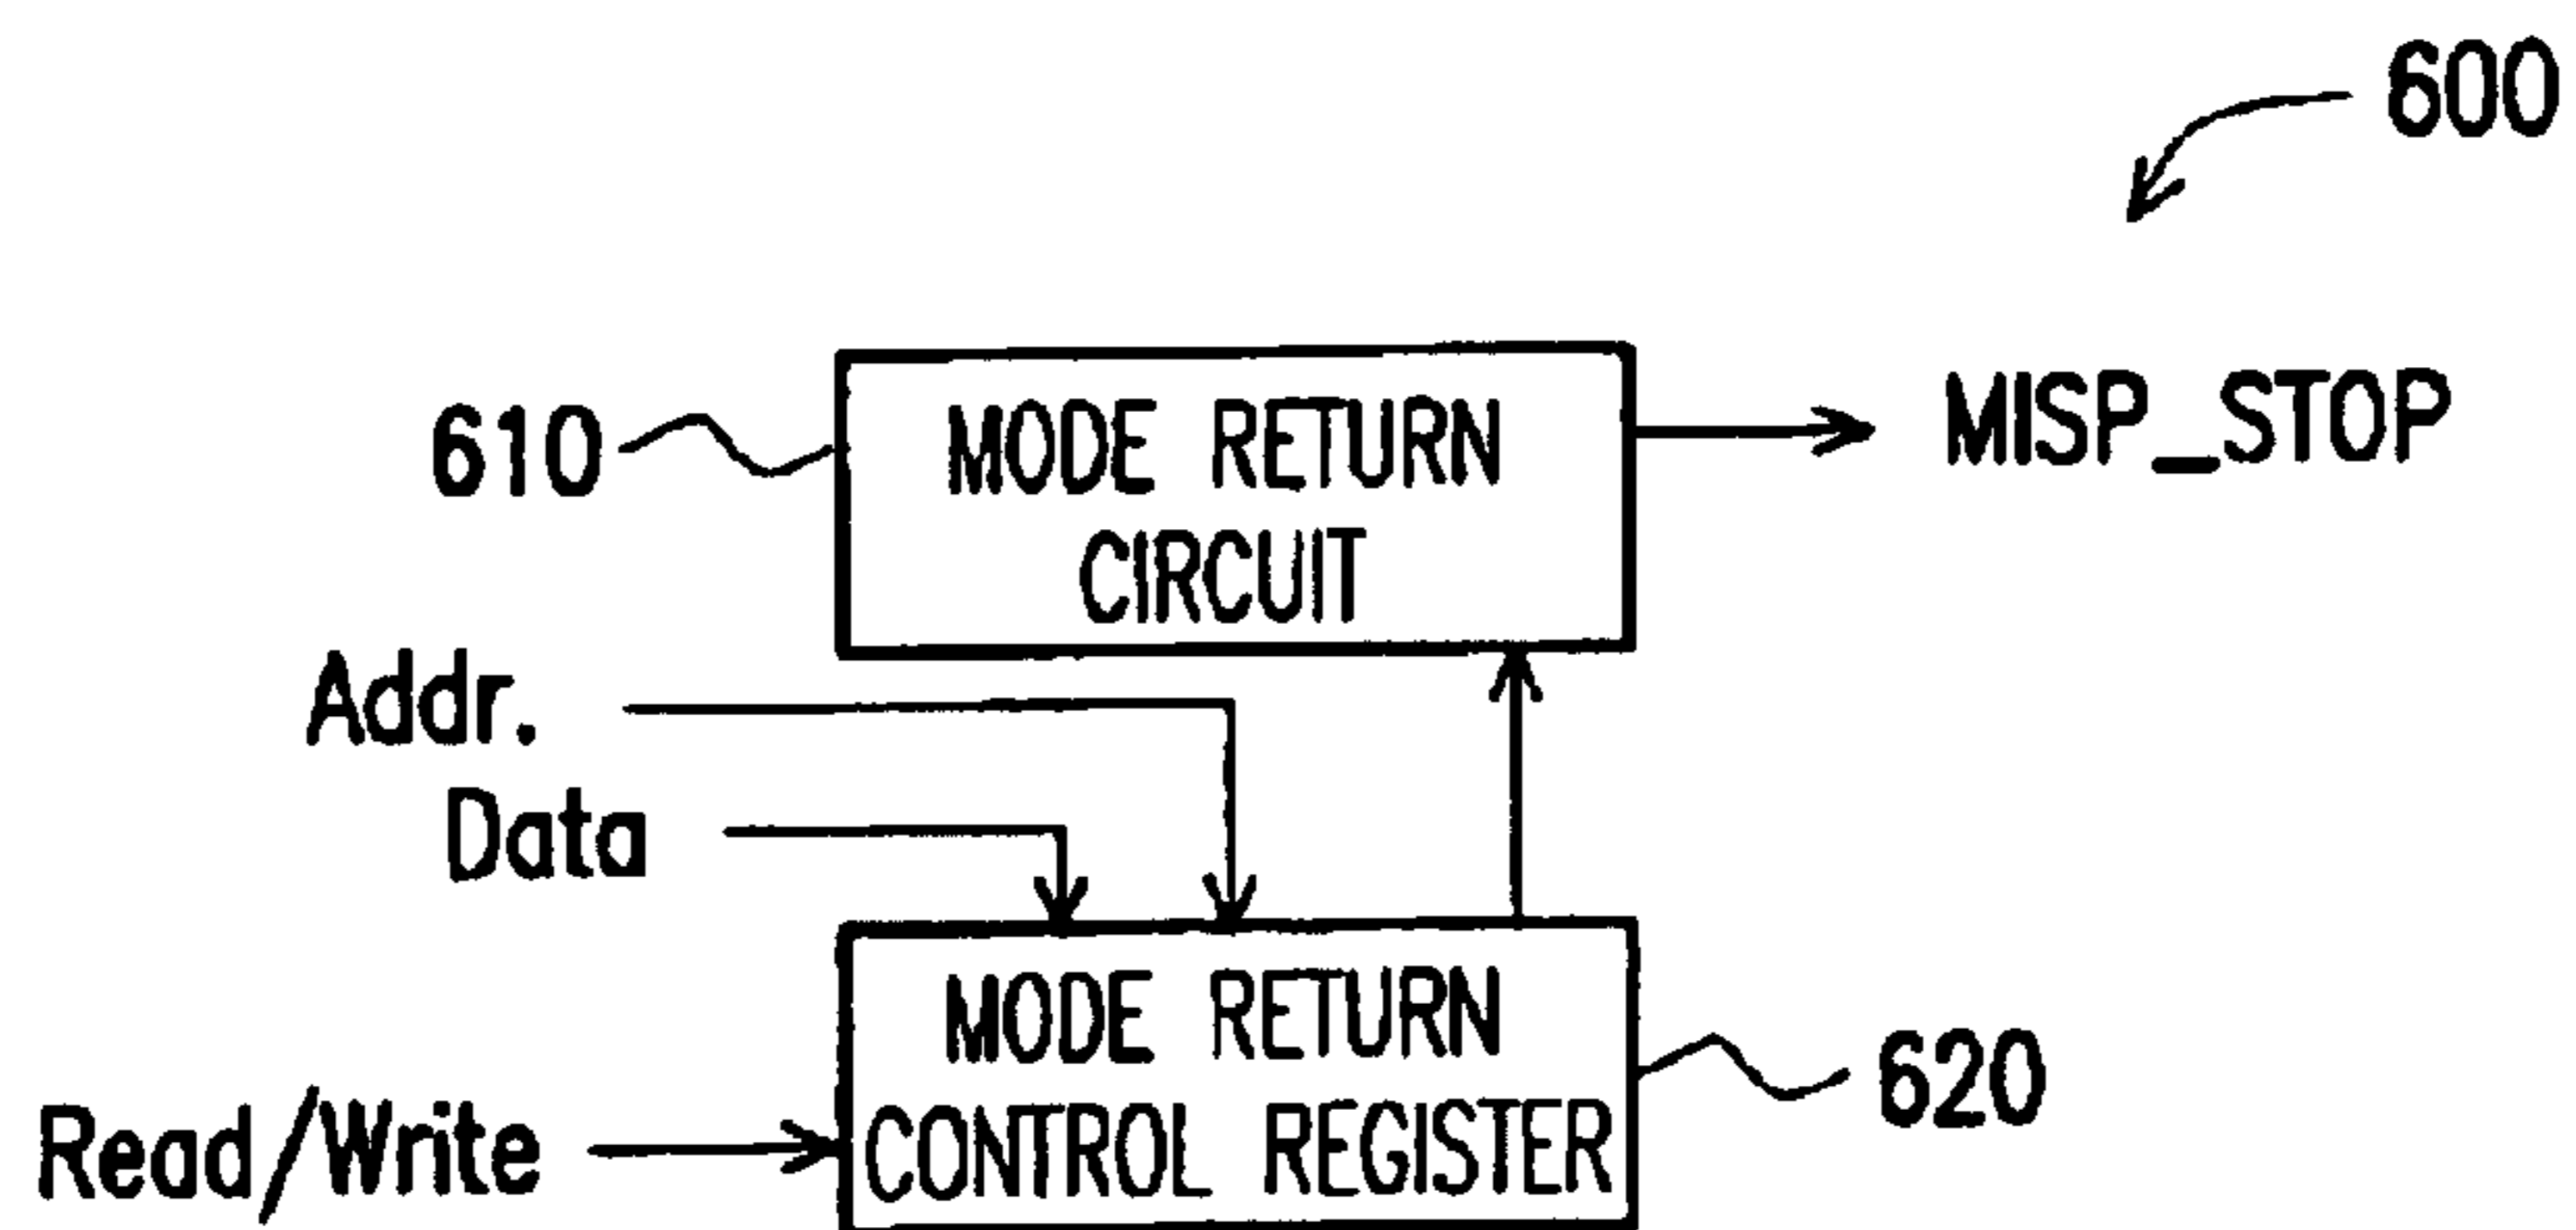 600
610
MODE RETURN
CIRCUIT
MISP_STOP
Addr.
Data
MODE RETURN
CONTROL REGISTER
620
Read/Write